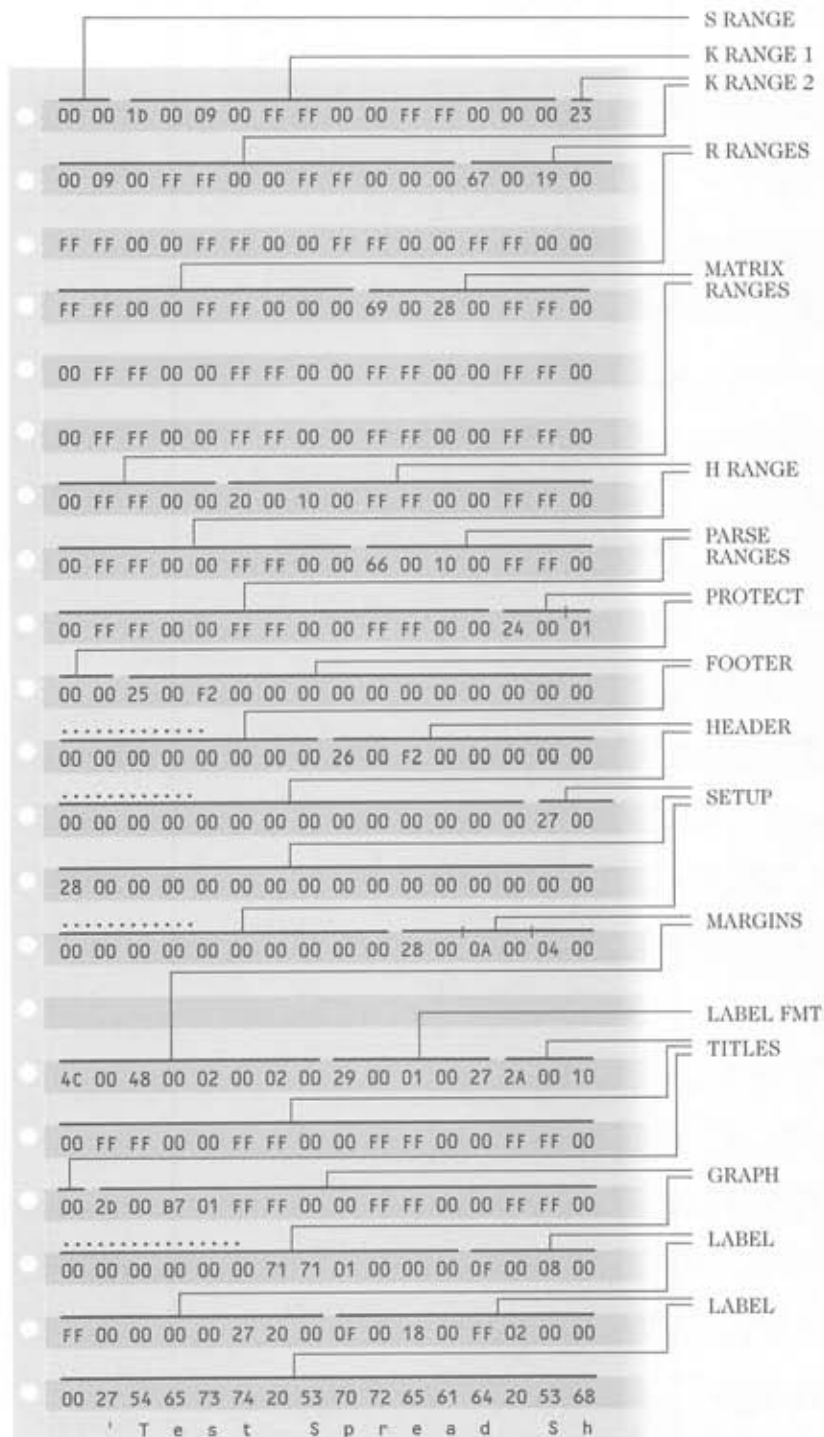 S RANGE
K RANGE 1
K RANGE 2
00 00 1D 00 09 00 FF FF 00 00 FF FF 00 00 00 23
R RANGES
00 09 00 FF FF 00 00 FF FF 00 00 00 67 00 19 00
FF FF 00 00 FF FF 00 00 FF FF 00 00 FF FF 00 00
MATRIX
RANGES
FF FF 00 00 FF FF 00 00 00 69 00 28 00 FF FF 00
00 FF FF 00 00 FF FF 00 00 FF FF 00 00 FF FF 00
00 FF FF 00 00 FF FF 00 00 FF FF 00 00 FF FF 00
H RANGE
00 FF FF 00 00 20 00 10 00 FF FF 00 00 FF FF 00
PARSE
RANGES
00 FF FF 00 00 FF FF 00 00 66 00 10 00 FF FF 00
PROTECT
00 FF FF 00 00 FF FF 00 00 FF FF 00 00 24 00 01
FOOTER
00 00 25 00 F2 00 00 00 00 00 00 00 00 00 00 00
HEADER
00 00 00 00 00 00 00 00 26 00 F2 00 00 00 00 00
SETUP
00 00 00 00 00 00 00 00 00 00 00 00 00 00 27 00
28 00 00 00 00 00 00 00 00 00 00 00 00 00 00 00
MARGINS
00 00 00 00 00 00 00 00 00 00 28 00 0A 00 04 00
LABEL FMT
TITLES
4C 00 48 00 02 00 02 00 29 00 01 00 27 2A 00 10
00 FF FF 00 00 FF FF 00 00 FF FF 00 00 FF FF 00
GRAPH
00 2D 00 B7 01 FF FF 00 00 FF FF 00 00 FF FF 00
LABEL
00 00 00 00 00 00 71 71 01 00 00 00 0F 00 08 00
LABEL
FF 00 00 00 00 27 20 00 0F 00 18 00 FF 02 00 00
00 27 54 65 73 74 20 53 70 72 65 61 64 20 53 68
' T e s t S p r e a d S h